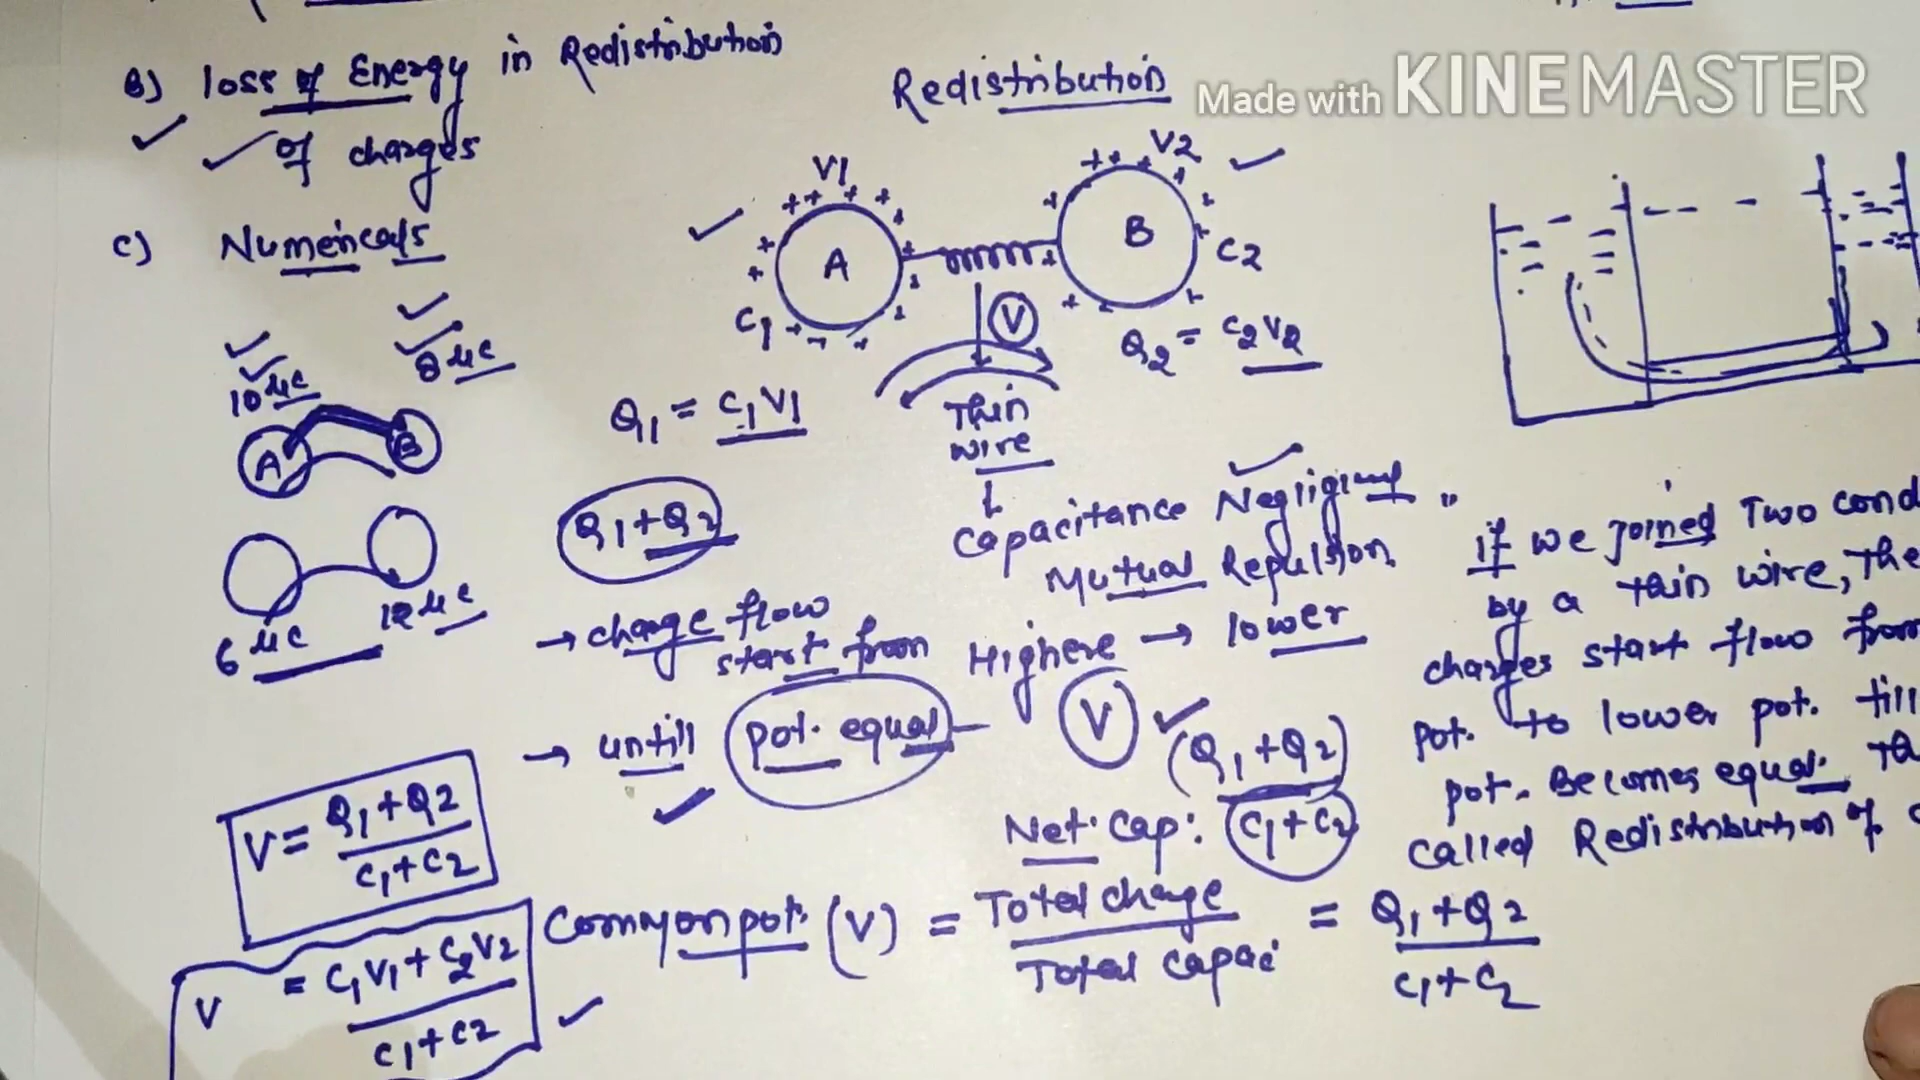 B) loss of Energy in Redistribution
of charges
C) Numericals
10 μc
8 μc
A
B
6 μc
12 μc
V = Q1+Q2
C1+C2
V = C1V1+C2V2
C1+C2
Redistribution
Made with KINEMASTER
V1
V2
A
B
C1
C2
V
Q1 = C1V1
Q2 = C2V2
Thin
wire
Q1+Q2
Capacitance
Mutual Repulsion
→ charge flow
start from Highere → lower
→ untill pot. equal V
(Q1+Q2)
Net. cap: C1+C2
pot. (V) = Total charge = Q1+Q2
Total capac C1+C2
if we joined Two cond
by a thin wire, The
charges start flow from
pot. to lower pot. till
pot. Becomes equal. Th
called Redistribution of c